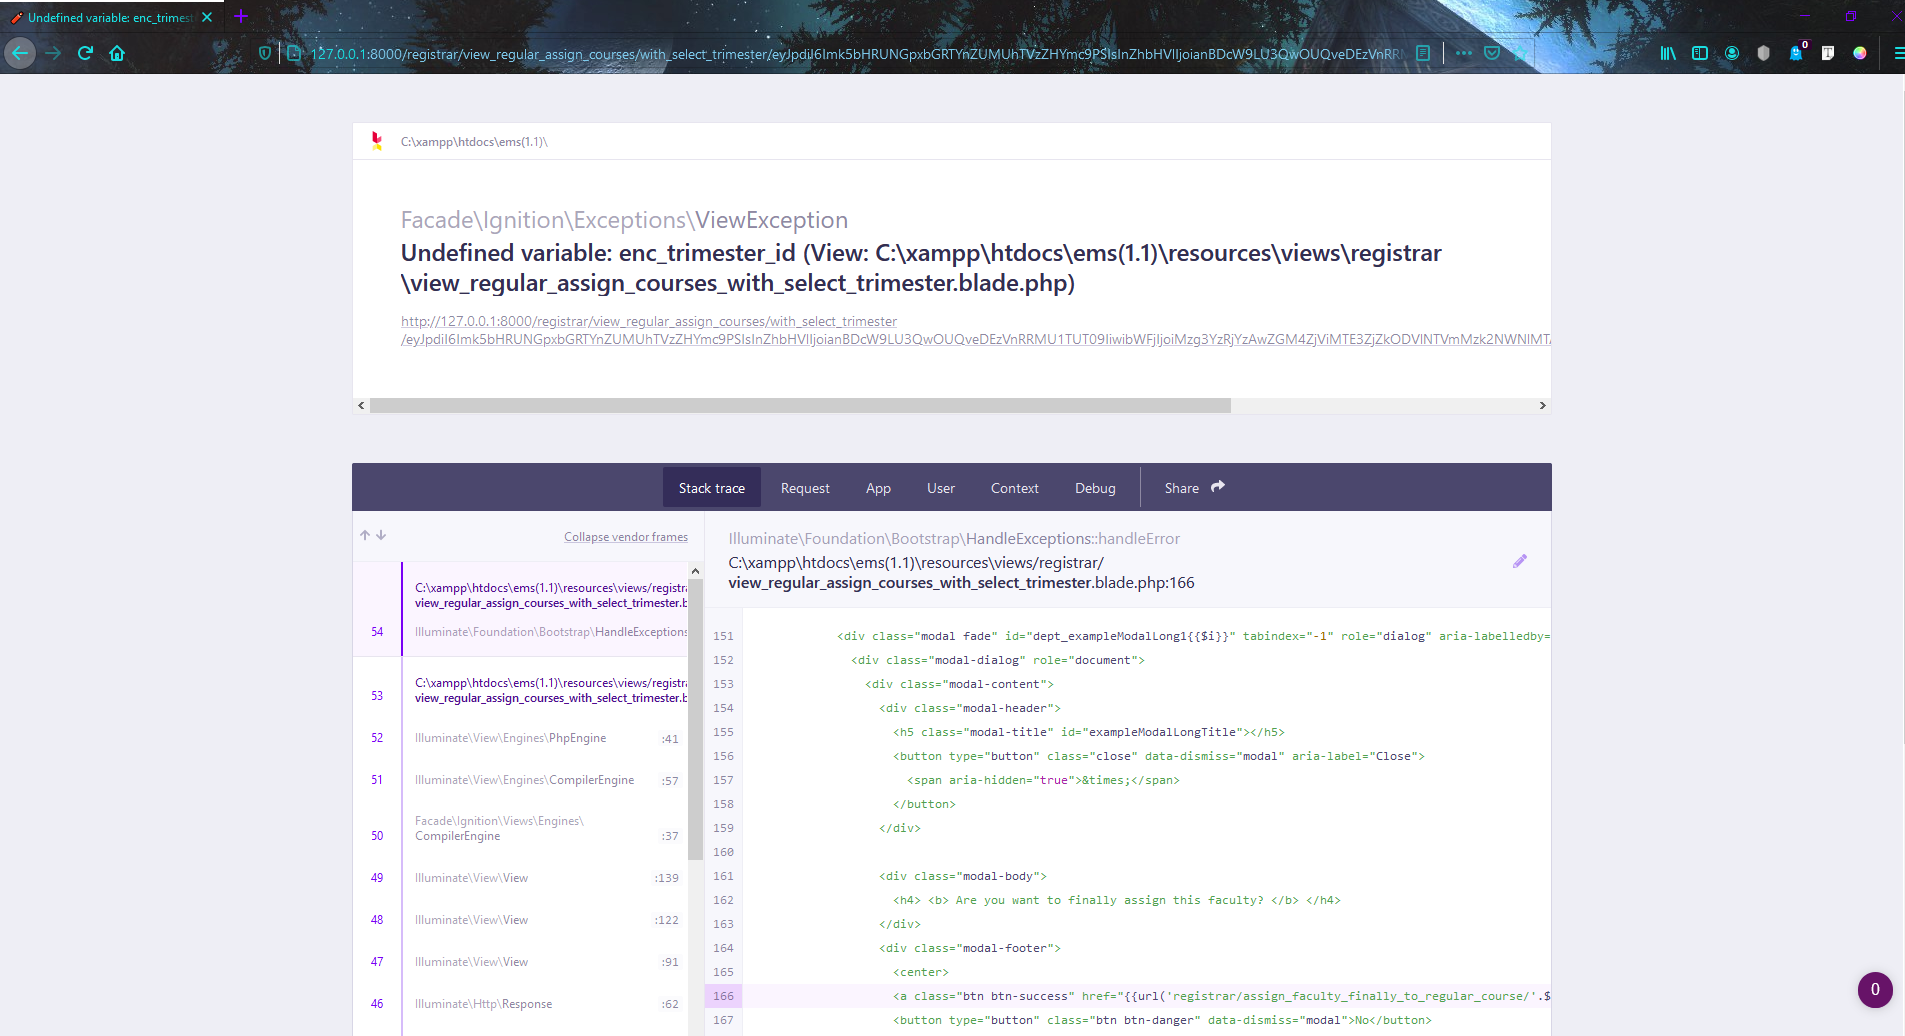 Undefined variable: enc_trimest
127.0.0.1:8000/registrar/view_regular_assign_courses/with_select_trimester/
0
C:\xampp\htdocs\ems(1.1)\
Facade\Ignition\Exceptions\ViewException
Undefined variable: enc_trimester_id (View: C:\xampp\htdocs\ems(1.1)\resources\views\registrar
\view_regular_assign_courses_with_select_trimester.blade.php)
http://127.0.0.1:8000/registrar/view_regular_assign_courses/with_select_trimester
Stack trace
Request
App
User
Context
Debug
Share
Collapse vendor frames
Illuminate\Foundation\Bootstrap\HandleExceptions::handleError
C:\xampp\htdocs\ems(1.1)\resources\views/registrar/
view_regular_assign_courses_with_select_trimester.blade.php:166
C:\xampp\htdocs\ems(1.1)\resources\views/registra
view_regular_assign_courses_with_select_trimester.b
54 Illuminate\Foundation\Bootstrap\HandleExceptions
C:\xampp\htdocs\ems(1.1)\resources\views/registra
53 view_regular_assign_courses_with_select_trimester.b
52 Illuminate\View\Engines\PhpEngine :41
51 Illuminate\View\Engines\CompilerEngine :57
Facade\Ignition\Views\Engines\
50 CompilerEngine :37
49 Illuminate\View\View :139
48 Illuminate\View\View :122
47 Illuminate\View\View :91
46 Illuminate\Http\Response :62
151 <div class="modal fade" id="dept_exampleModalLong1{{$i}}" tabindex="-1" role="dialog" aria-labelledby=
152 <div class="modal-dialog" role="document">
153 <div class="modal-content">
154 <div class="modal-header">
155 <h5 class="modal-title" id="exampleModalLongTitle"></h5>
156 <button type="button" class="close" data-dismiss="modal" aria-label="Close">
157 <span aria-hidden="true">&times;</span>
158 </button>
159 </div>
160
161 <div class="modal-body">
162 <h4> <b> Are you want to finally assign this faculty? </b> </h4>
163 </div>
164 <div class="modal-footer">
165 <center>
166 <a class="btn btn-success" href="{{url('registrar/assign_faculty_finally_to_regular_course/'.$
167 <button type="button" class="btn btn-danger" data-dismiss="modal">No</button>
0